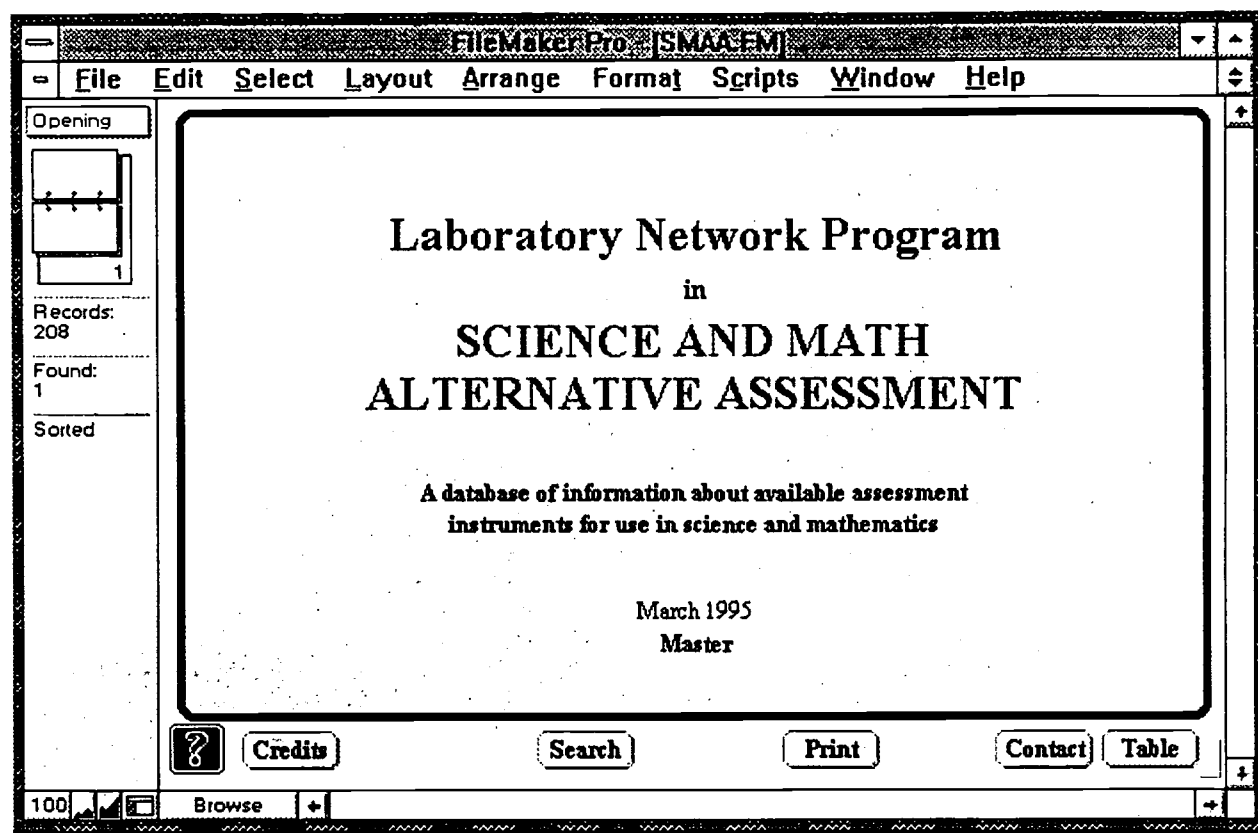 FileMaker Pro - [SMAA.FM]
File Edit Select Layout Arrange Format Scripts Window Help
Opening
1
Records:
208
Found:
1
Sorted
Laboratory Network Program
in
SCIENCE AND MATH
ALTERNATIVE ASSESSMENT
A database of information about available assessment
instruments for use in science and mathematics
March 1995
Master
? Credits Search Print Contact Table
100 Browse